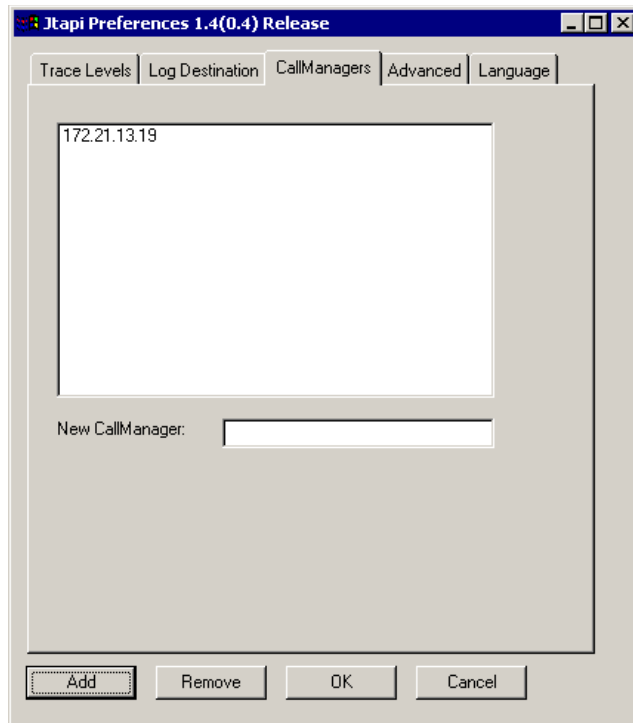 Jtapi Preferences 1.4(0.4) Release
Trace Levels Log Destination CallManagers Advanced Language
172.21.13.19
New CallManager:
Add Remove OK Cancel